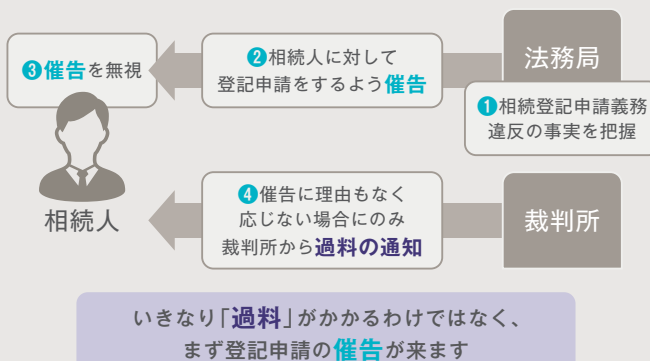 法務局
❶相続登記申請義務
違反の事実を把握
❷相続人に対して
登記申請をするよう催告
❸催告を無視
相続人
❹催告に理由もなく
応じない場合にのみ
裁判所から過料の通知
裁判所
いきなり「過料」がかかるわけではなく、
まず登記申請の催告が来ます